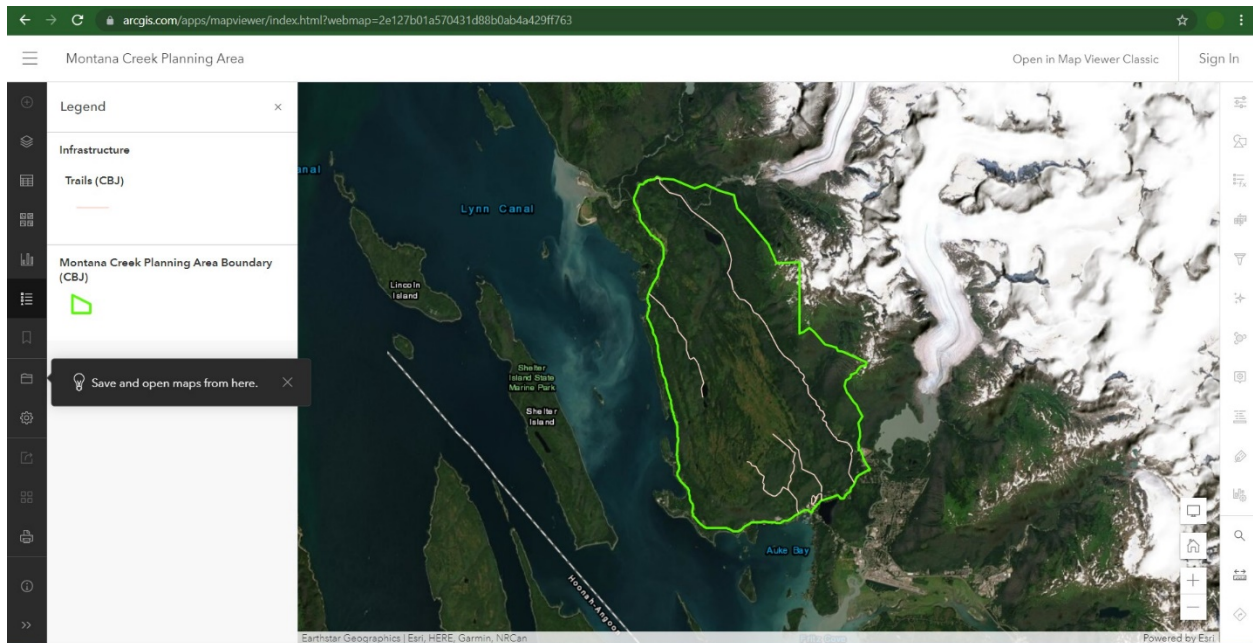 arcgis.com/apps/mapviewer/index.html?webmap=2e127b01a570431d88b0ab4a429ff763
Montana Creek Planning Area
Open in Map Viewer Classic
Sign In
Legend
Infrastructure
Trails (CBJ)
Montana Creek Planning Area Boundary
(CBJ)
Save and open maps from here.
nal
Lynn Canal
Lincoln
Island
Shelter
Island State
Marine Park
Shelter
Island
Auke Bay
Hoonah-Angoon
Earthstar Geographics | Esri, HERE, Garmin, NRCan
Powered by Esri